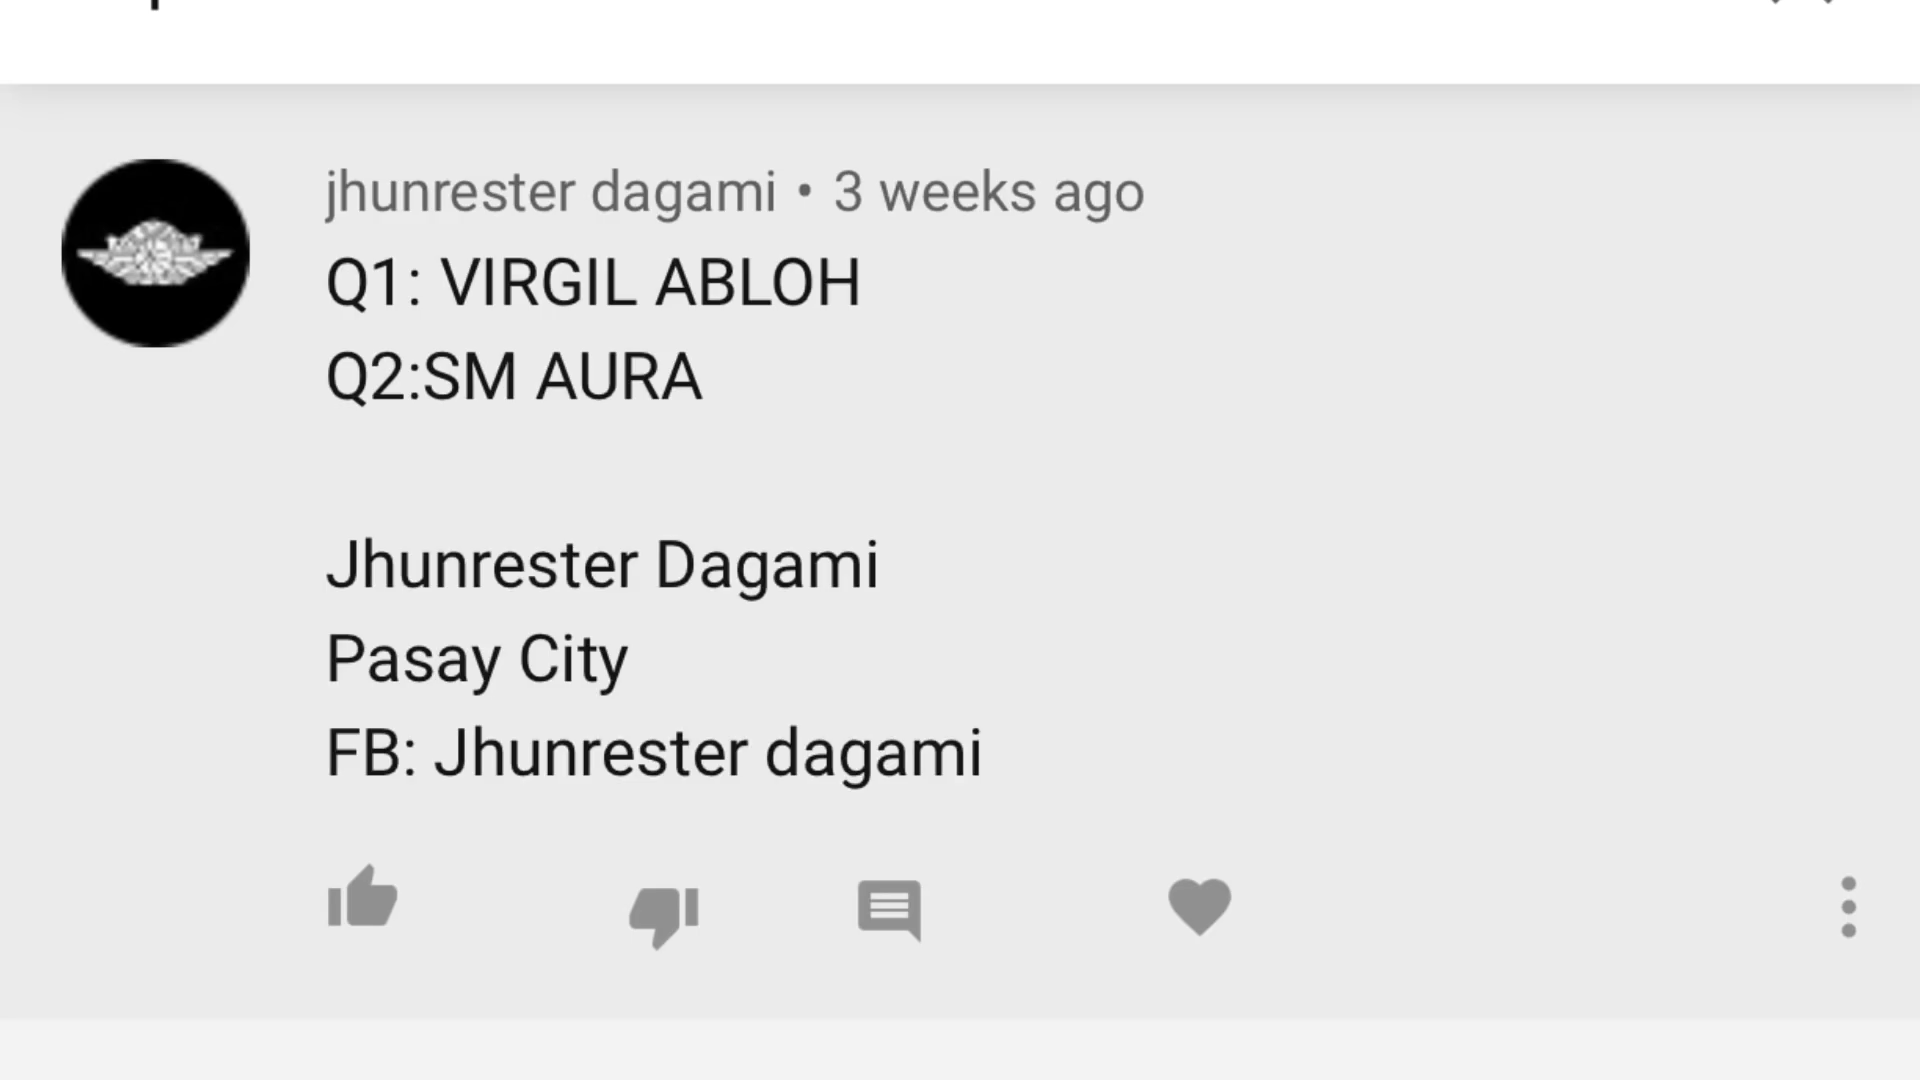 jhunrester dagami • 3 weeks ago
Q1: VIRGIL ABLOH
Q2:SM AURA
Jhunrester Dagami
Pasay City
FB: Jhunrester dagami